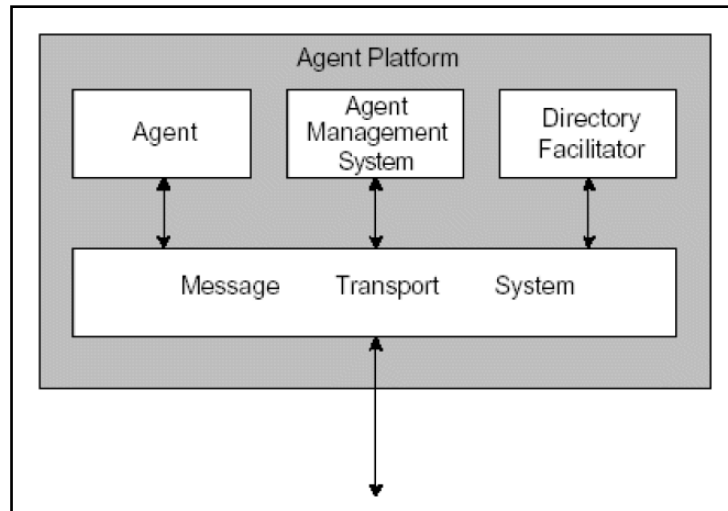 Agent Platform
Agent
Agent
Management
System
Directory
Facilitator
Message Transport System